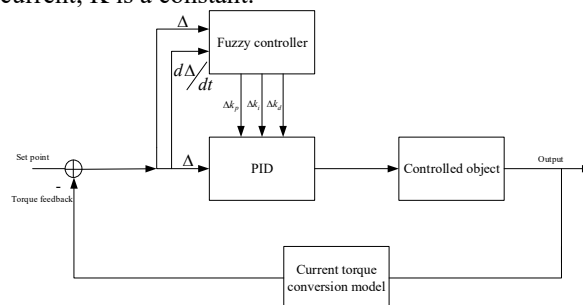 current, K is a constant.
Δ
Fuzzy controller
dΔ/dt
Δk_p Δk_i Δk_d
Set point
Δ
PID
Controlled object
Output
-
Torque feedback
Current torque
conversion model